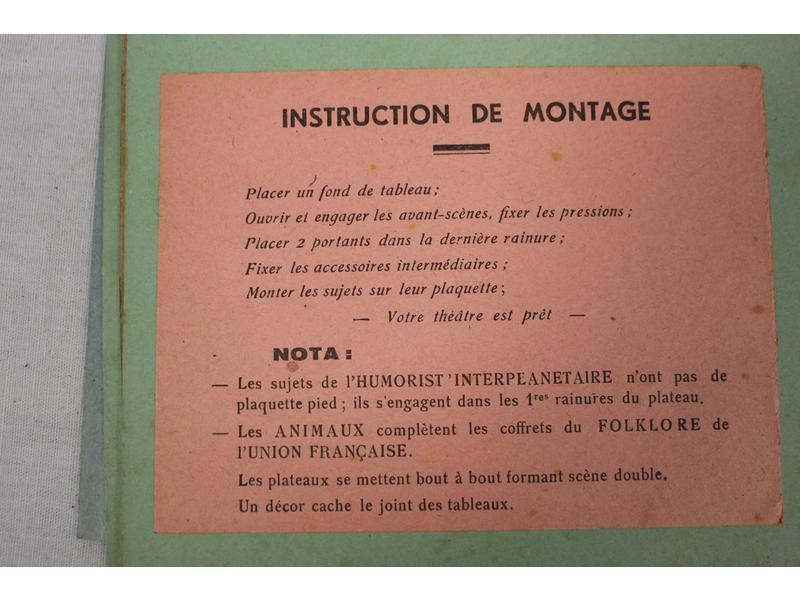 INSTRUCTION DE MONTAGE
Placer un fond de tableau;
Ouvrir et engager les avant-scènes, fixer les pressions;
Placer 2 portants dans la dernière rainure;
Fixer les accessoires intermédiaires;
Monter les sujets sur leur plaquette;
— Votre théâtre est prêt —
NOTA:
— Les sujets de l'HUMORIST'INTERPEANETAIRE n'ont pas de
plaquette pied; ils s'engagent dans les 1res rainures du plateau.
— Les ANIMAUX complètent les coffrets du FOLKLORE de
l'UNION FRANÇAISE.
Les plateaux se mettent bout à bout formant scène double.
Un décor cache le joint des tableaux.